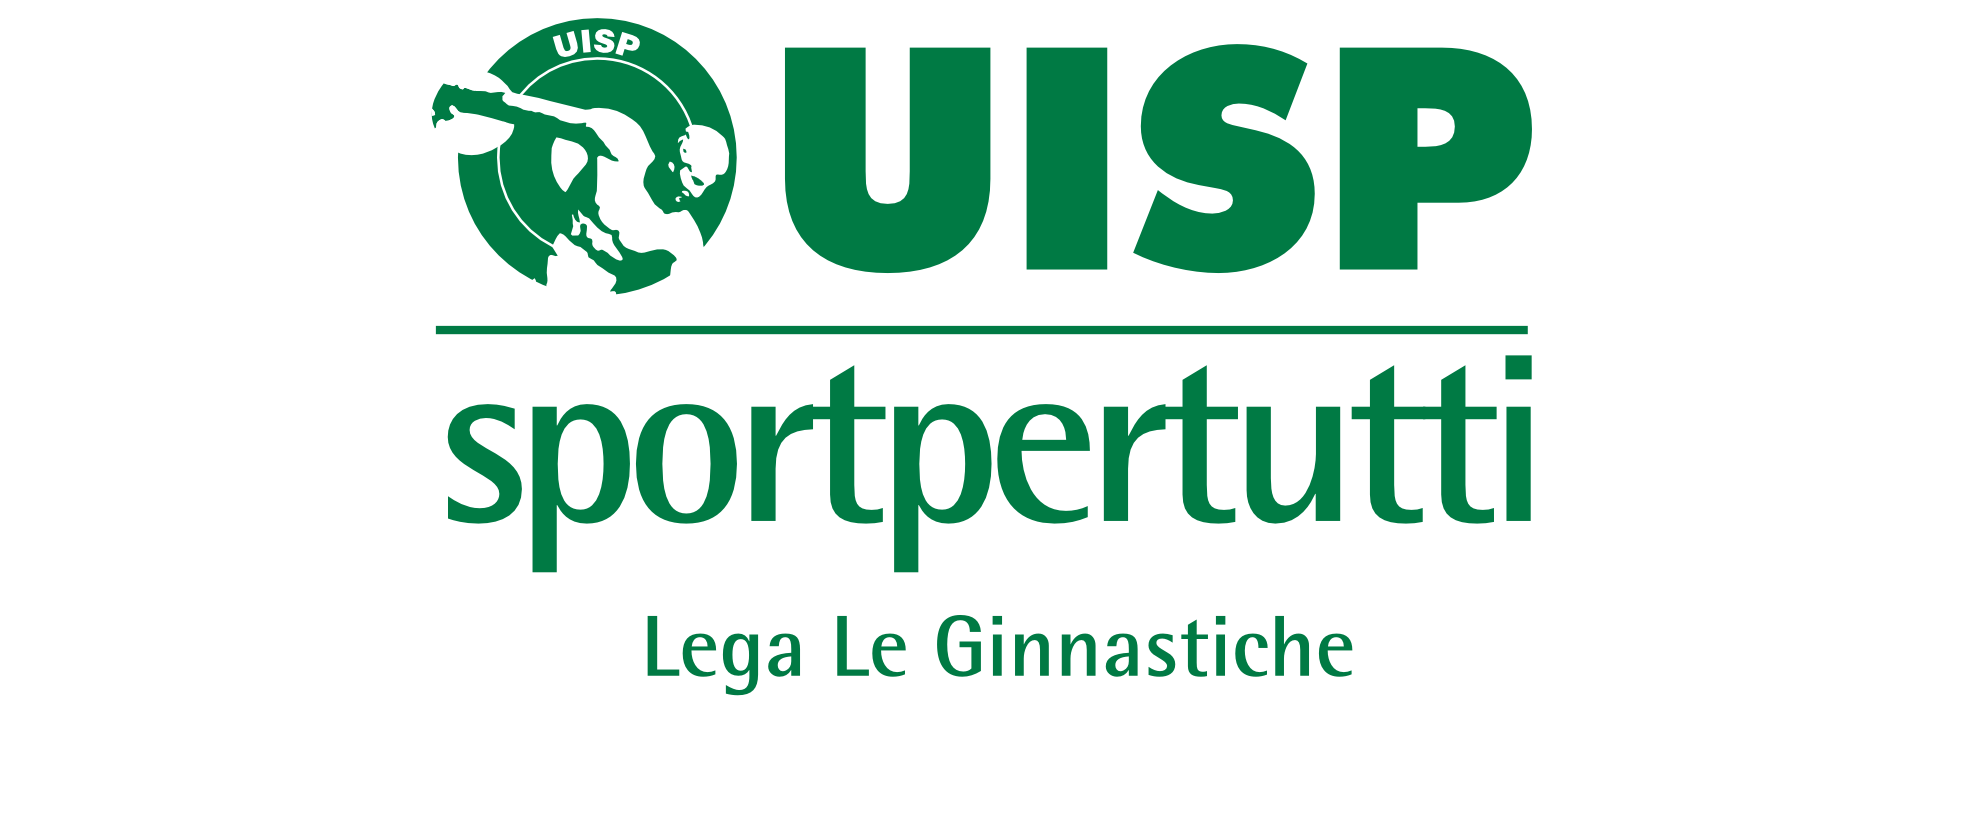 UISP
UISP
sportpertutti
Lega Le Ginnastiche